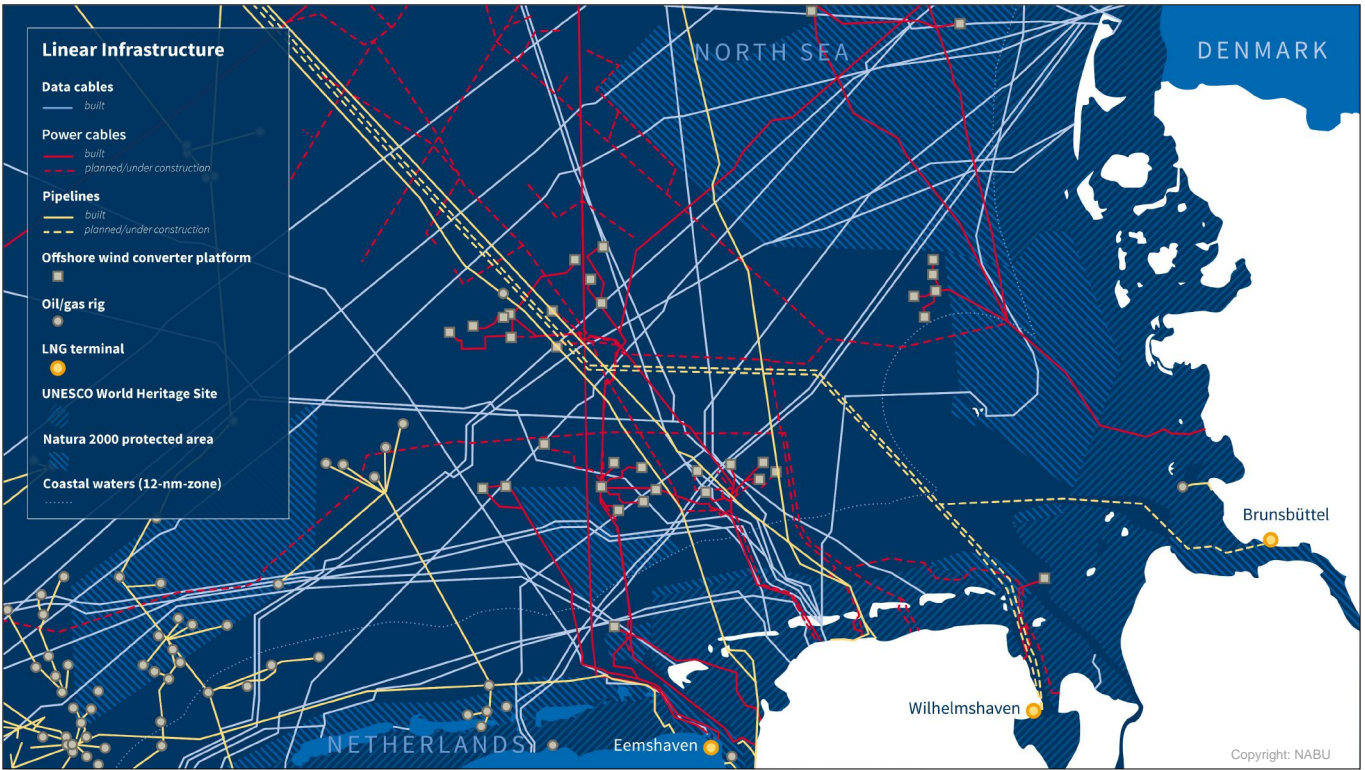 Linear Infrastructure
Data cables
built
Power cables
built
planned/under construction
Pipelines
built
planned/under construction
Offshore wind converter platform
Oil/gas rig
LNG terminal
UNESCO World Heritage Site
Natura 2000 protected area
Coastal waters (12-nm-zone)
NORTH SEA
DENMARK
Brunsbüttel
Wilhelmshaven
Eemshaven
NETHERLANDS
Copyright: NABU